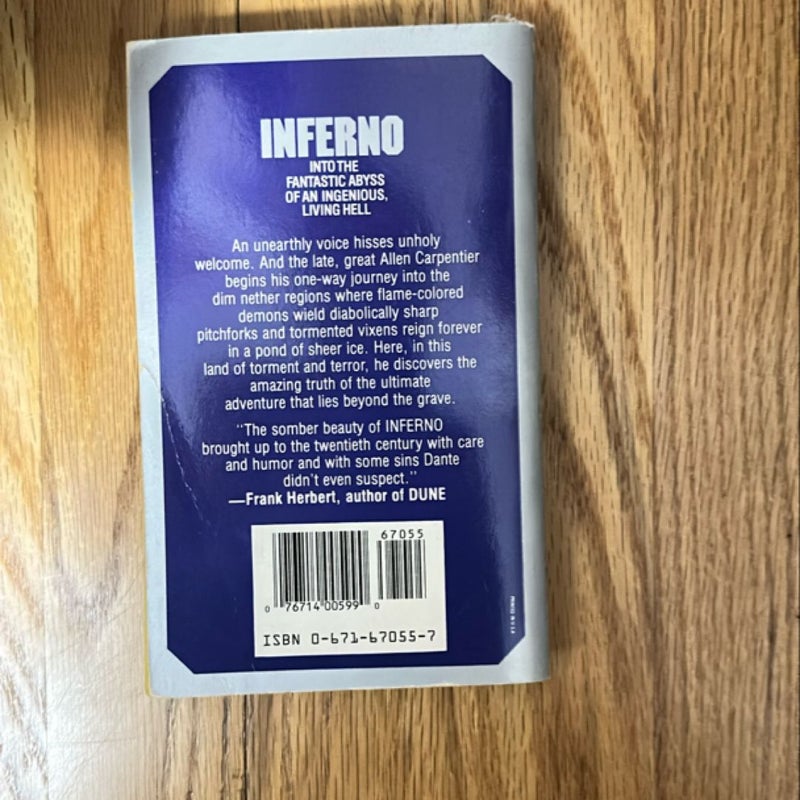 INFERNO
INTO THE
FANTASTIC ABYSS
OF AN INGENIOUS,
LIVING HELL
An unearthly voice hisses unholy
welcome. And the late, great Allen Carpentier
begins his one-way journey into the
dim nether regions where flame-colored
demons wield diabolically sharp
pitchforks and tormented vixens reign forever
in a pond of sheer ice. Here, in this
land of torment and terror, he discovers the
amazing truth of the ultimate
adventure that lies beyond the grave.
"The somber beauty of INFERNO
brought up to the twentieth century with care
and humor and with some sins Dante
didn't even suspect."
—Frank Herbert, author of DUNE
67055
0 76714 00599 0
ISBN 0-671-67055-7